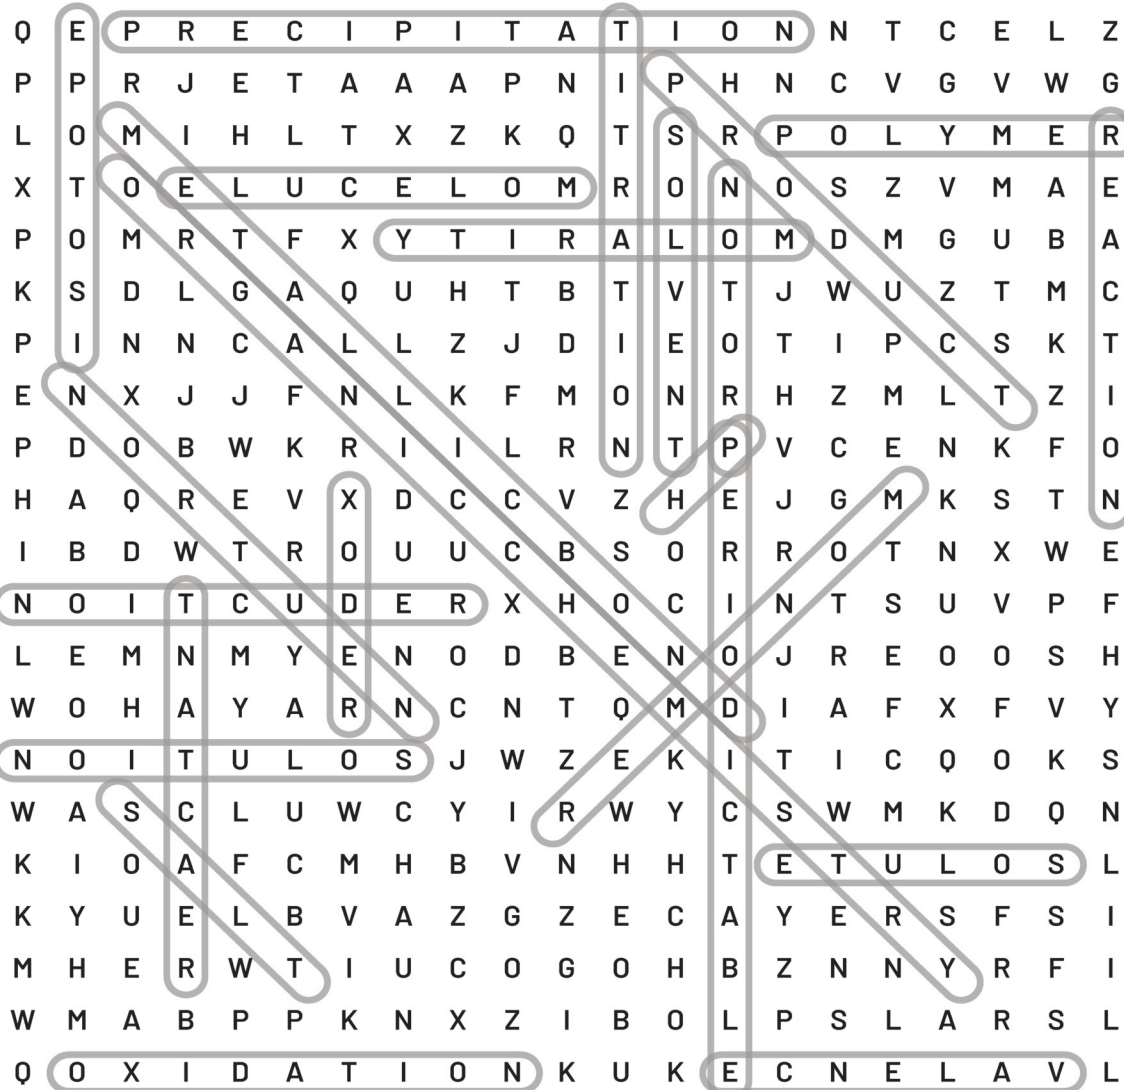 Q E P R E C I P I T A T I O N N T C E L Z
P P R J E T A A A P N I P H N C V G V W G
L O M I H L T X Z K Q T S R P O L Y M E R
X T O E L U C E L O M R O N O S Z V M A E
P O M R T F X Y T I R A L O M D M G U B A
K S D L G A Q U H T B T V T J W U Z T M C
P I N N C A L L Z J D I E O T I P C S K T
E N X J J F N L K F M O N R H Z M L T Z I
P D O B W K R I I L R N T P V C E N K F O
H A Q R E V X D C C V Z H E J G M K S T N
I B D W T R O U U C B S O R R O T N X W E
N O I T C U D E R X H O C I N T S U V P F
L E M N M Y E N O D B E N O J R E O O S H
W O H A Y A R N C N T Q M D I A F X F V Y
N O I T U L O S J W Z E K I T I C Q O K S
W A S C L U W C Y I R W Y C S W M K D Q N
K I O A F C M H B V N H H T E T U L O S L
K Y U E L B V A Z G Z E C A Y E R S F S I
M H E R W T I U C O G O H B Z N N Y R F I
W M A B P P K N X Z I B O L P S L A R S L
Q O X I D A T I O N K U K E C N E L A V L